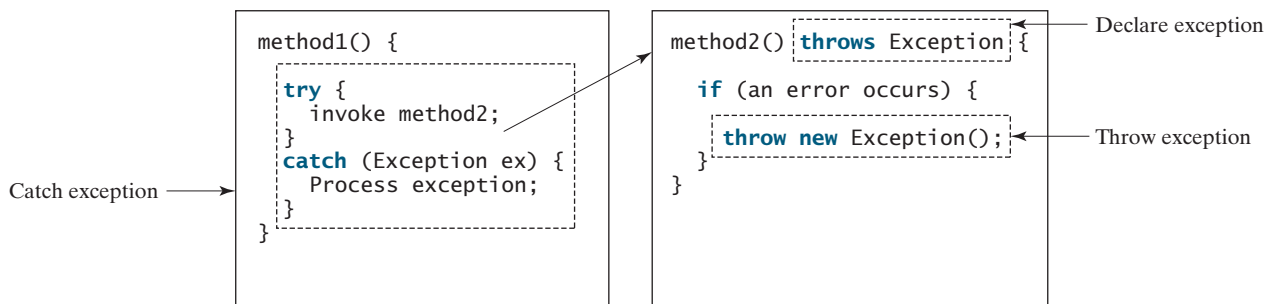 Catch exception
method1() {
try {
invoke method2;
}
catch (Exception ex) {
Process exception;
}
}
method2() throws Exception {
if (an error occurs) {
throw new Exception();
}
}
Declare exception
Throw exception